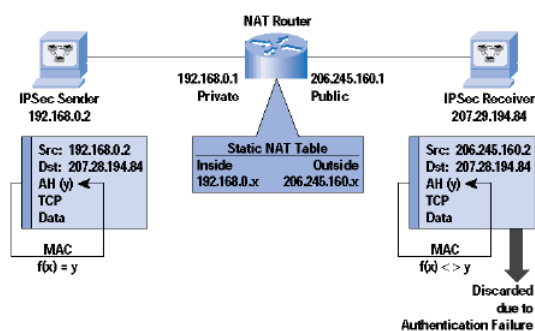 NAT Router
192.168.0.1
Private
206.245.160.1
Public
IPSec Sender
192.168.0.2
IPSec Receiver
207.29.194.84
Static NAT Table
Inside Outside
192.168.0.x 206.245.160.x
Src: 192.168.0.2
Dst: 207.28.194.84
AH (y)
TCP
Data
MAC
f(x) = y
Src: 206.245.160.2
Dst: 207.28.194.84
AH (y)
TCP
Data
MAC
f(x) < > y
Discarded
due to
Authentication Failure